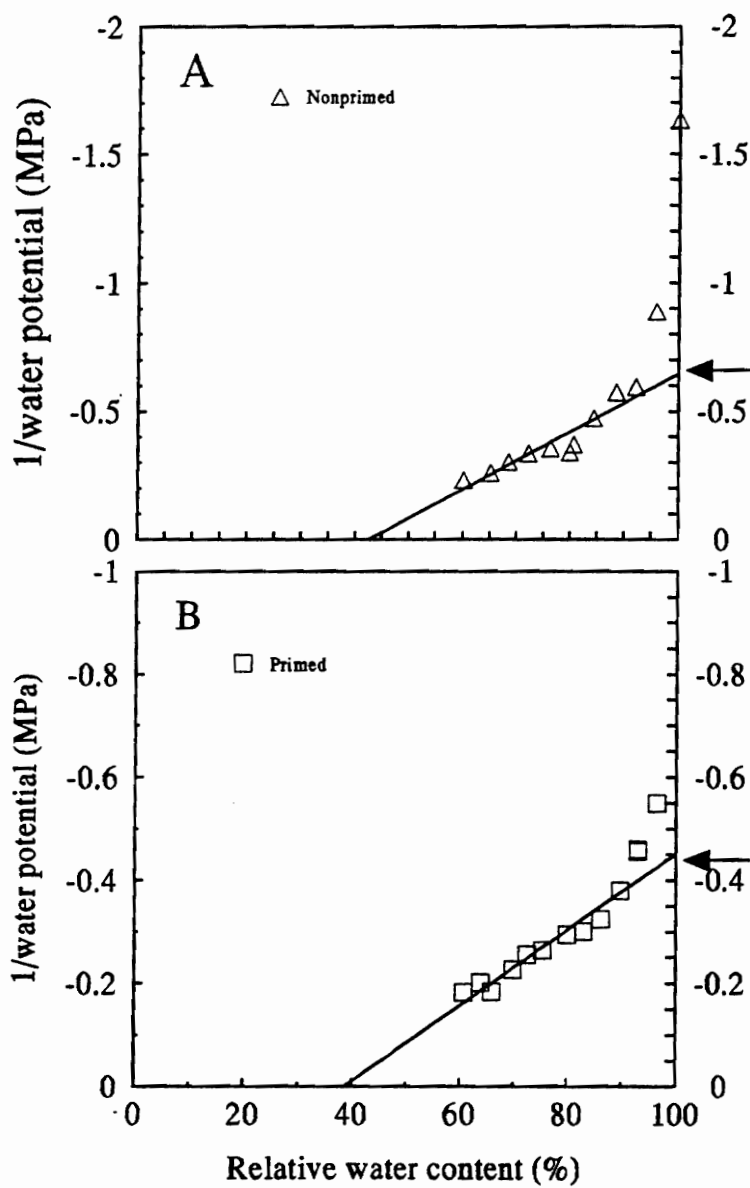 A
Nonprimed
1/water potential (MPa)
-2
-1.5
-1
-0.5
0
-2
-1.5
-1
-0.5
0
B
Primed
1/water potential (MPa)
-1
-0.8
-0.6
-0.4
-0.2
0
-1
-0.8
-0.6
-0.4
-0.2
0
0 20 40 60 80 100
Relative water content (%)